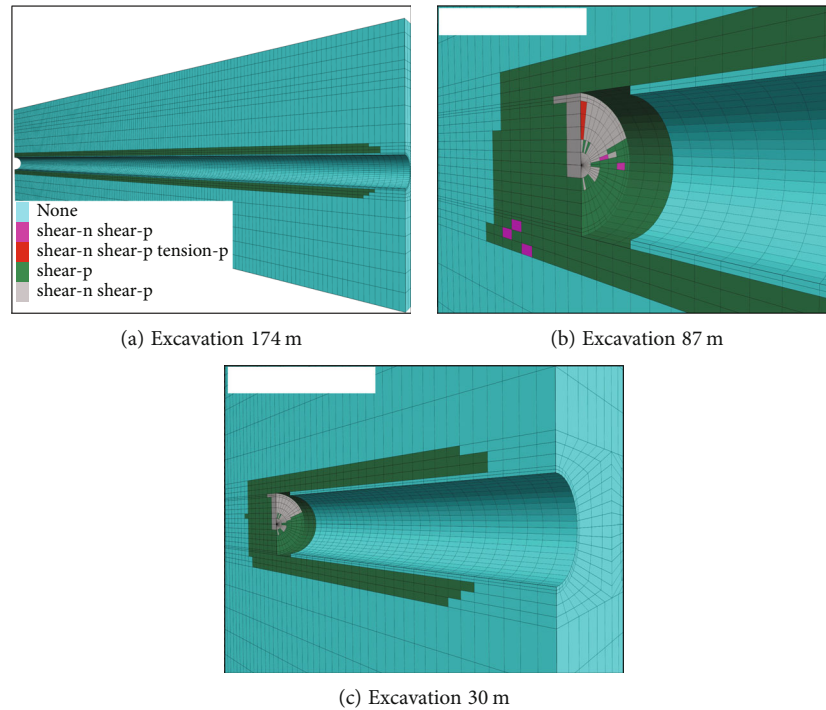 None
shear-n shear-p
shear-n shear-p tension-p
shear-p
shear-n shear-p
(a) Excavation 174 m
(b) Excavation 87 m
(c) Excavation 30 m